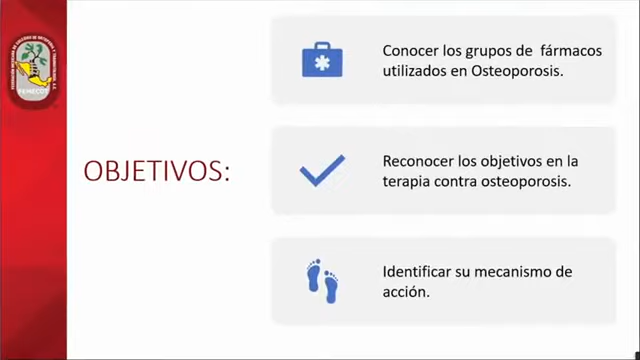 OBJETIVOS:
Conocer los grupos de fármacos
utilizados en Osteoporosis.
Reconocer los objetivos en la
terapia contra osteoporosis.
Identificar su mecanismo de
acción.
FEMECOT